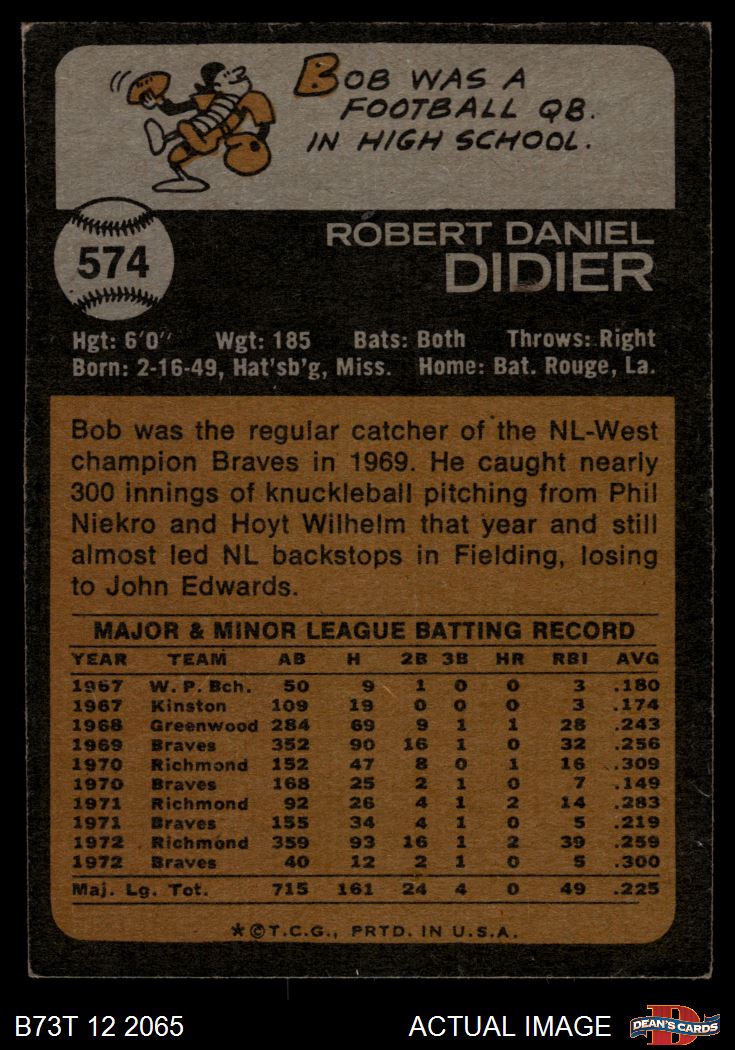 BOB WAS A
FOOTBALL QB.
IN HIGH SCHOOL.
574
ROBERT DANIEL
DIDIER
Hgt: 6'0" Wgt: 185 Bats: Both Throws: Right
Born: 2-16-49, Hat'sb'g, Miss. Home: Bat. Rouge, La.
Bob was the regular catcher of the NL-West
champion Braves in 1969. He caught nearly
300 innings of knuckleball pitching from Phil
Niekro and Hoyt Wilhelm that year and still
almost led NL backstops in Fielding, losing
to John Edwards.
MAJOR & MINOR LEAGUE BATTING RECORD
YEAR TEAM AB H 2B 3B HR RBI AVG
1967 W. P. Bch. 50 9 1 0 0 3 .180
1967 Kinston 109 19 0 0 0 3 .174
1968 Greenwood 284 69 9 1 1 28 .243
1969 Braves 352 90 16 1 0 32 .256
1970 Richmond 152 47 8 0 1 16 .309
1970 Braves 168 25 2 1 0 7 .149
1971 Richmond 92 26 4 1 2 14 .283
1971 Braves 155 34 4 1 0 5 .219
1972 Richmond 359 93 16 1 2 39 .259
1972 Braves 40 12 2 1 0 5 .300
Maj. Lg. Tot. 715 161 24 4 0 49 .225
*©T.C.G., PRTD. IN U.S.A.
B73T 12 2065 ACTUAL IMAGE D DEAN'S CARDS